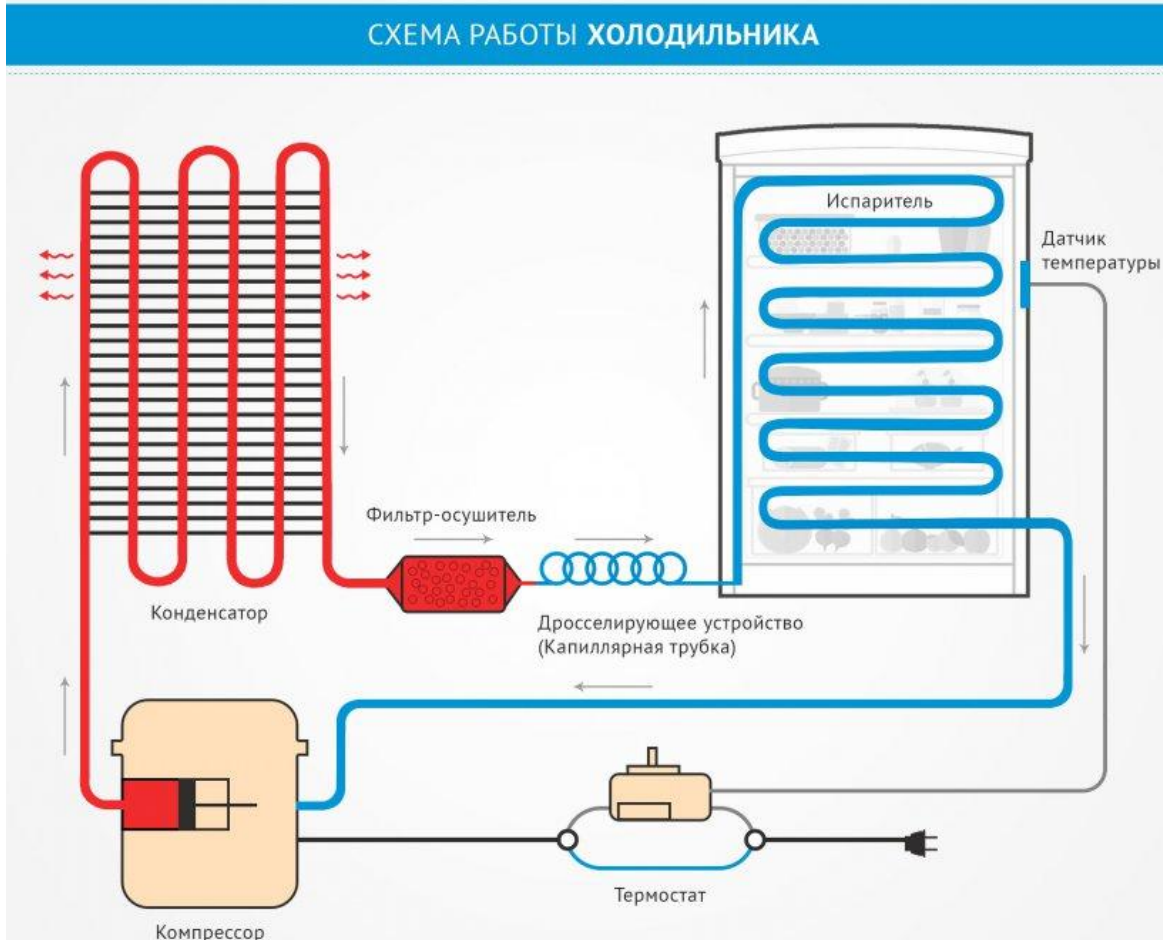 СХЕМА РАБОТЫ ХОЛОДИЛЬНИКА
Испаритель
Датчик
температуры
Фильтр-осушитель
Конденсатор
Дросселирующее устройство
(Капиллярная трубка)
Термостат
Компрессор